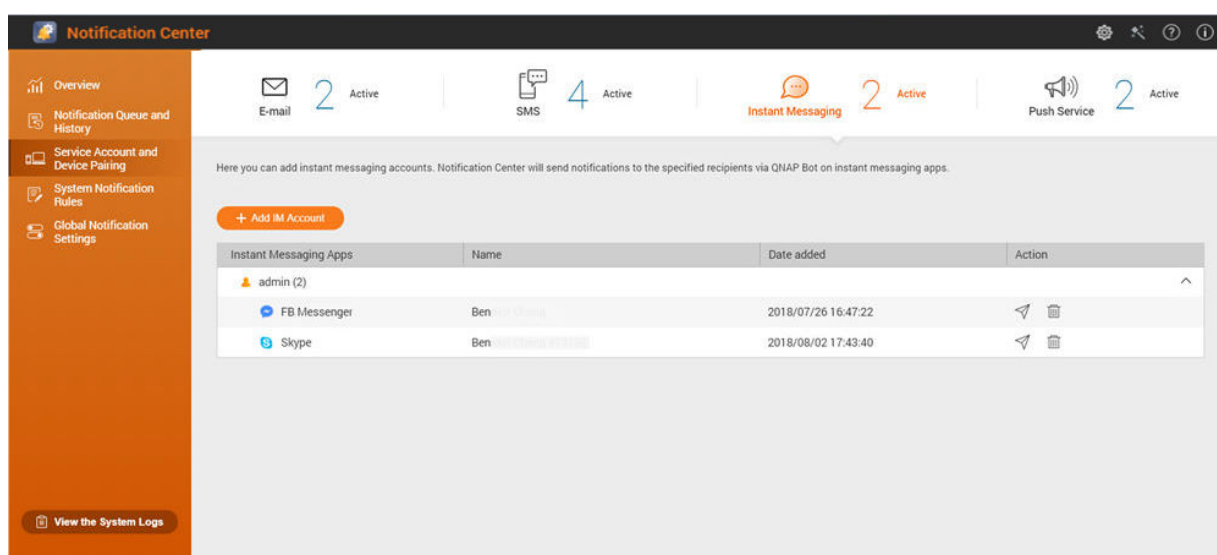 Notification Center
Overview
Notification Queue and
History
Service Account and
Device Pairing
System Notification
Rules
Global Notification
Settings
View the System Logs
E-mail
2 Active
SMS
4 Active
Instant Messaging
2 Active
Push Service
2 Active
Here you can add instant messaging accounts. Notification Center will send notifications to the specified recipients via QNAP Bot on instant messaging apps.
+ Add IM Account
Instant Messaging Apps Name Date added Action
admin (2)
FB Messenger Ben 2018/07/26 16:47:22
Skype Ben 2018/08/02 17:43:40